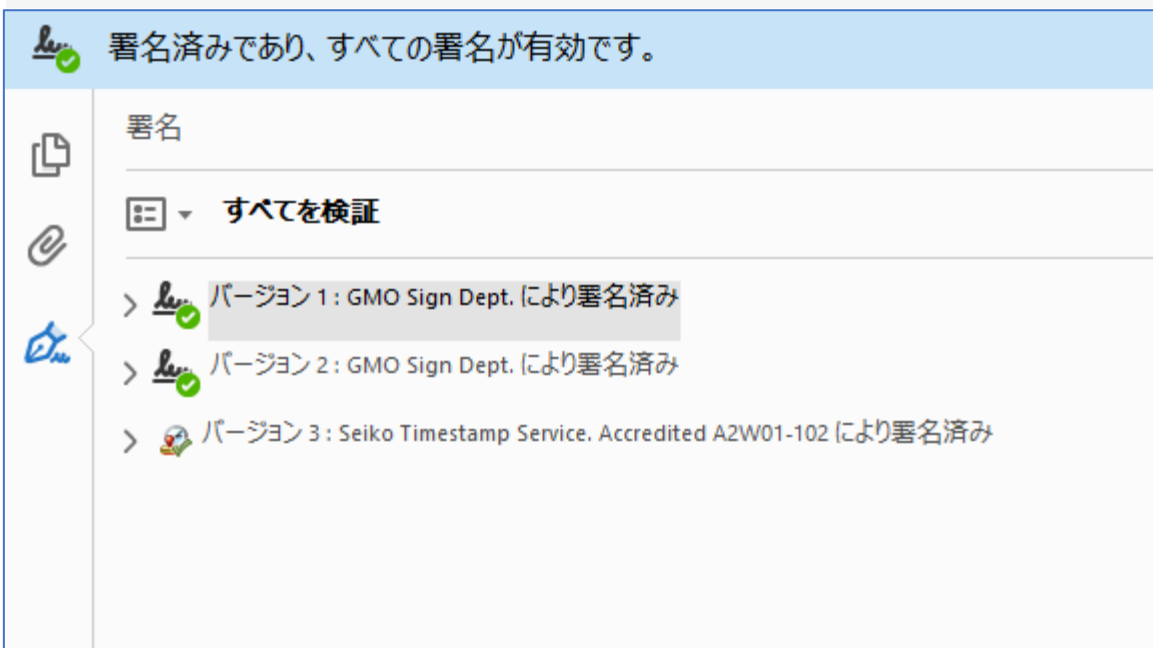 署名済みであり、すべての署名が有効です。
署名
すべてを検証
バージョン 1 : GMO Sign Dept. により署名済み
バージョン 2 : GMO Sign Dept. により署名済み
バージョン 3 : Seiko Timestamp Service. Accredited A2W01-102 により署名済み